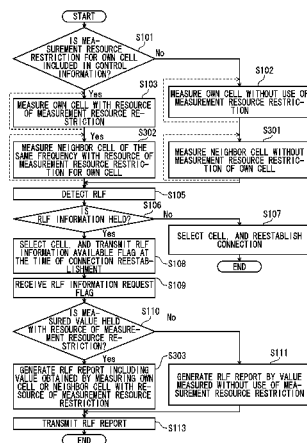 START
S101
IS MEA-
SUREMENT RESOURCE
RESTRICTION FOR OWN CELL
INCLUDED IN CONTROL
INFORMATION?
No
Yes
S103
S102
MEASURE OWN CELL WITH RESOURCE
OF MEASUREMENT RESOURCE RE-
STRICTION
MEASURE OWN CELL WITHOUT USE OF
MEASUREMENT RESOURCE RESTRIC-
TION
Yes
S302
S301
MEASURE NEIGHBOR CELL OF THE
SAME FREQUENCY WITH RESOURCE OF
MEASUREMENT RESOURCE RESTRIC-
TION FOR OWN CELL
MEASURE NEIGHBOR CELL WITHOUT
MEASUREMENT RESOURCE RESTRIC-
TION OF OWN CELL
DETECT RLF
S105
S106
IS
RLF INFORMATION HELD?
No
S107
Yes
SELECT CELL, AND TRANSMIT RLF
INFORMATION AVAILABLE FLAG AT
THE TIME OF CONNECTION REESTAB-
LISHMENT
S108
SELECT CELL, AND REESTABLISH
CONNECTION
END
S109
RECEIVE RLF INFORMATION REQUEST
FLAG
S110
IS MEA-
SURED VALUE HELD
WITH RESOURCE OF MEASURE-
MENT RESOURCE RE-
STRICTION?
No
Yes
S303
S111
GENERATE RLF REPORT INCLUDING
VALUE OBTAINED BY MEASURING OWN
CELL OR NEIGHBOR CELL WITH RE-
SOURCE OF MEASUREMENT RESOURCE
RESTRICTION
GENERATE RLF REPORT BY VALUE
MEASURED WITHOUT USE OF MEA-
SUREMENT RESOURCE RESTRICTION
TRANSMIT RLF REPORT
S113
END